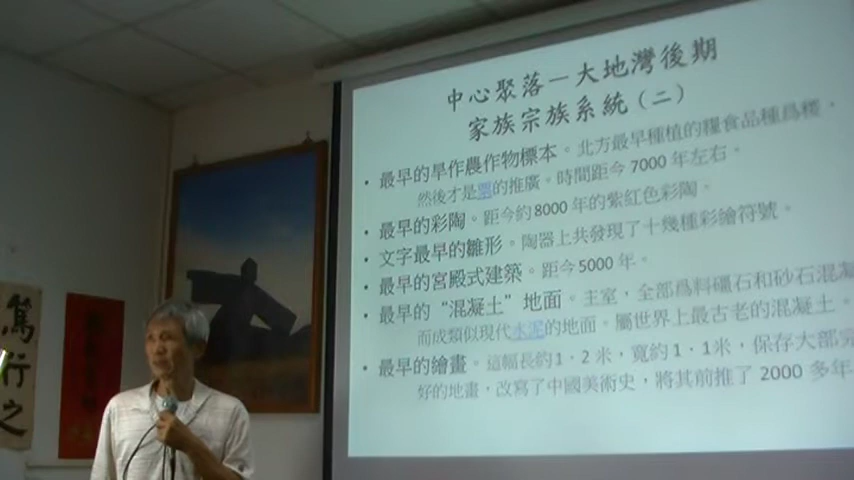 中心聚落－大地灣後期
家族宗族系統（二）
• 最早的旱作農作物標本。北方最早種植的糧食品種爲稷，
然後才是粟的推廣。時間距今7000年左右。
• 最早的彩陶。距今約8000年的紫紅色彩陶。
• 文字最早的雛形。陶器上共發現了十幾種彩繪符號。
• 最早的宮殿式建築。距今5000年。
• 最早的“混凝土”地面。主室，全部爲料礓石和砂石混凝
而成類似現代水泥的地面。屬世界上最古老的混凝土。
• 最早的繪畫。這幅長約1．2米，寬約1．1米，保存大部完
好的地畫，改寫了中國美術史，將其前推了2000多年
篤行之